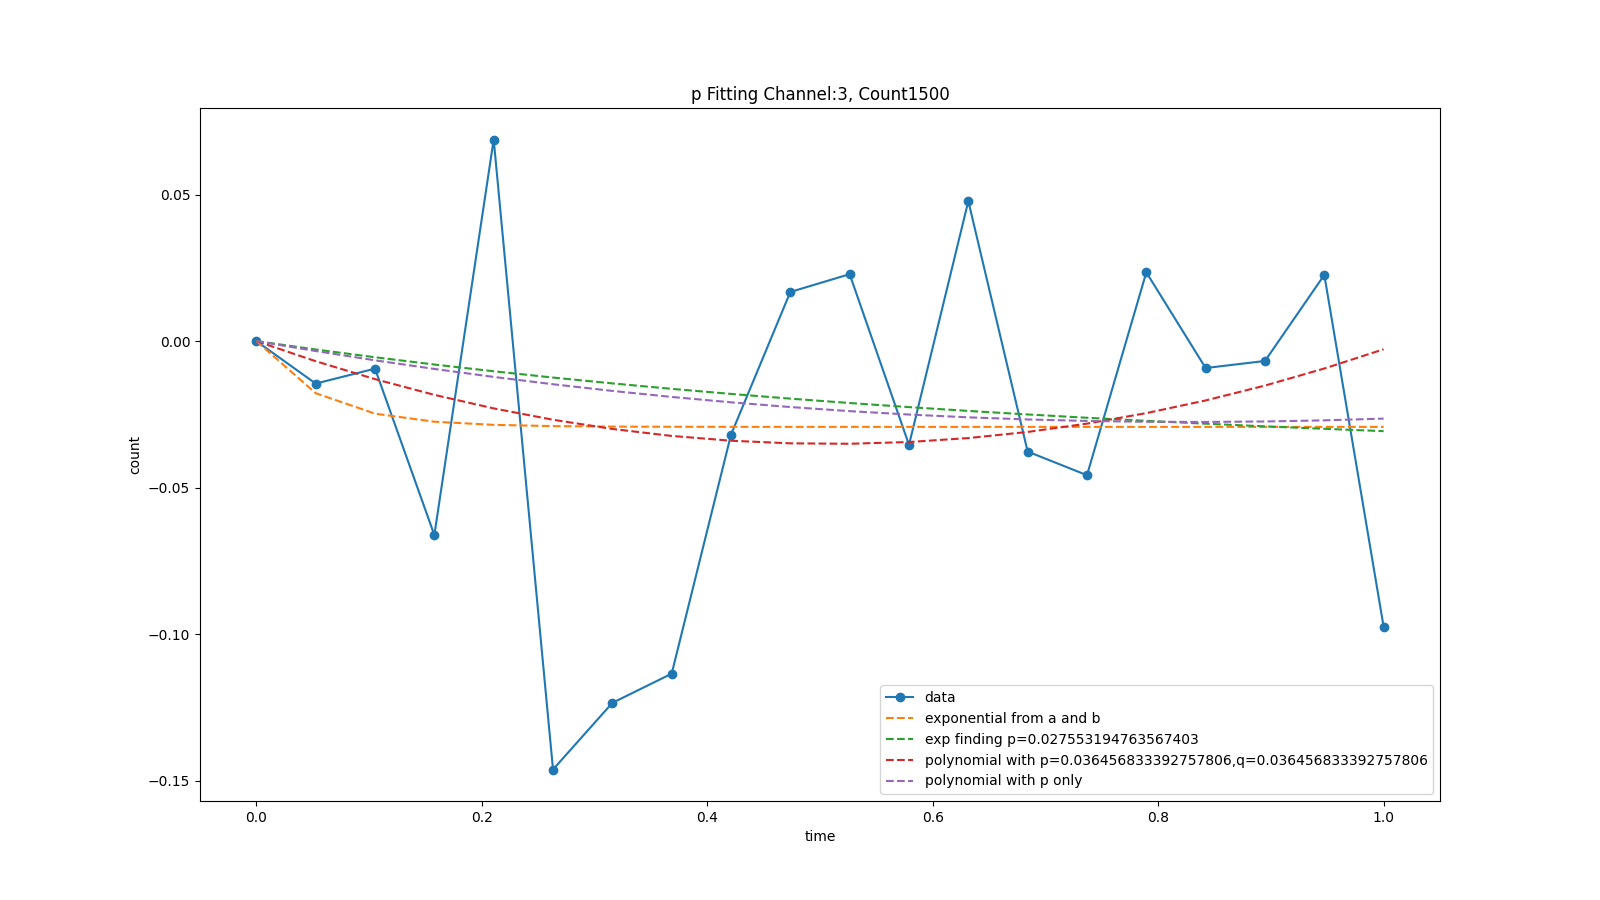 p Fitting Channel:3, Count1500
0.05
0.00
−0.05
−0.10
−0.15
count
0.0 0.2 0.4 0.6 0.8 1.0
time
data
exponential from a and b
exp finding p=0.027553194763567403
polynomial with p=0.036456833392757806,q=0.036456833392757806
polynomial with p only